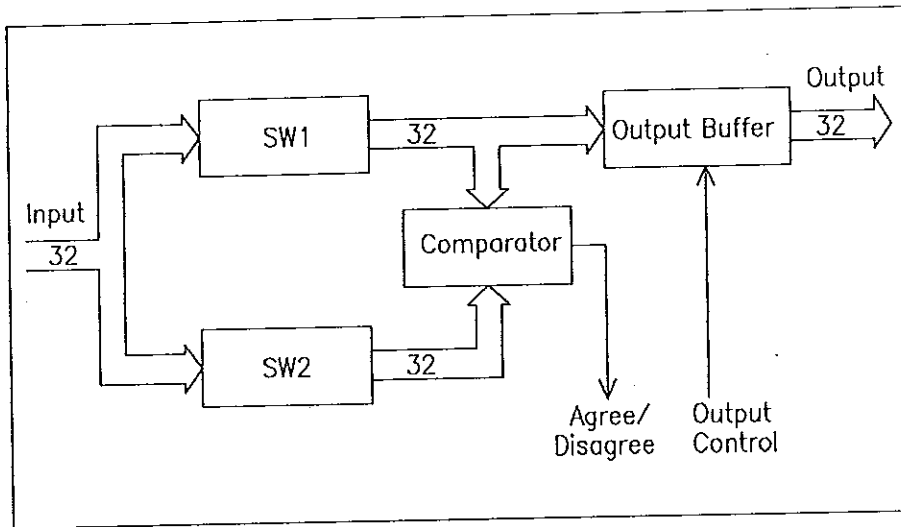 Output
SW1
32
Output Buffer
32
Input
32
Comparator
SW2
32
Agree/
Disagree
Output
Control